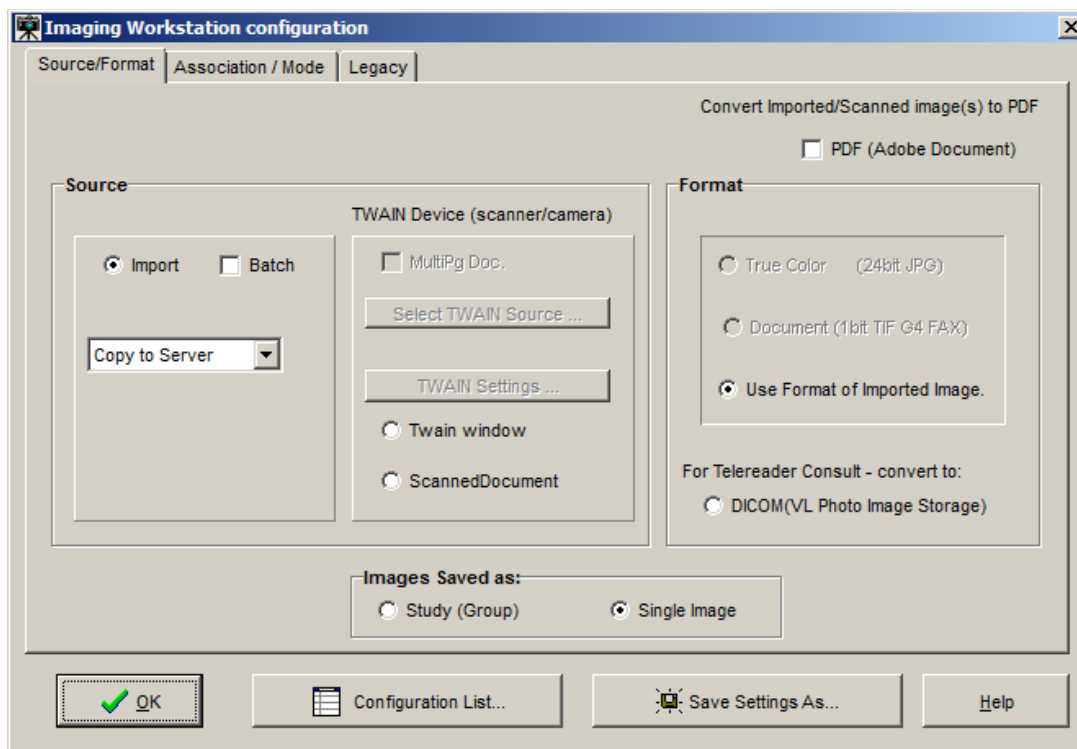 Imaging Workstation configuration
Source/Format Association / Mode Legacy
Convert Imported/Scanned image(s) to PDF
PDF (Adobe Document)
Source
TWAIN Device (scanner/camera)
Import Batch
Copy to Server
MultiPg Doc.
Select TWAIN Source ...
TWAIN Settings ...
Twain window
ScannedDocument
Format
True Color (24bit JPG)
Document (1bit TIF G4 FAX)
Use Format of Imported Image.
For Telereader Consult - convert to:
DICOM(VL Photo Image Storage)
Images Saved as:
Study (Group) Single Image
OK Configuration List... Save Settings As... Help